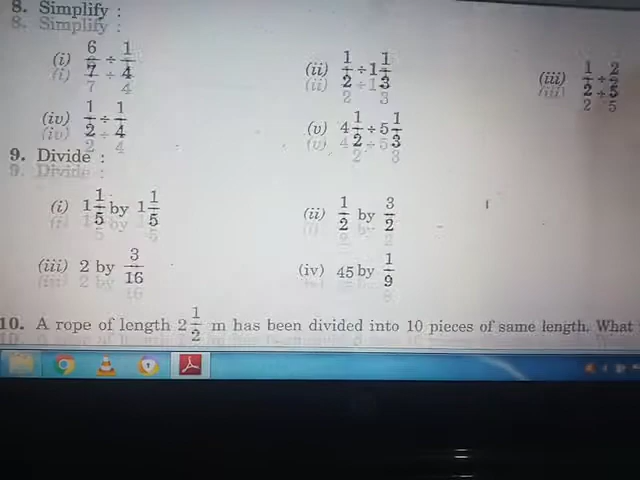 8. Simplify :
(i) 6/7 ÷ 1/4 (ii) 1/2 ÷ 1 1/3 (iii) 1/2 ÷ 2/5
(iv) 1/2 ÷ 1/4 (v) 4 1/2 ÷ 5 1/3
9. Divide :
(i) 1 1/5 by 1 1/5 (ii) 1/2 by 3/2
(iii) 2 by 3/16 (iv) 45 by 1/9
10. A rope of length 2 1/2 m has been divided into 10 pieces of same length. What